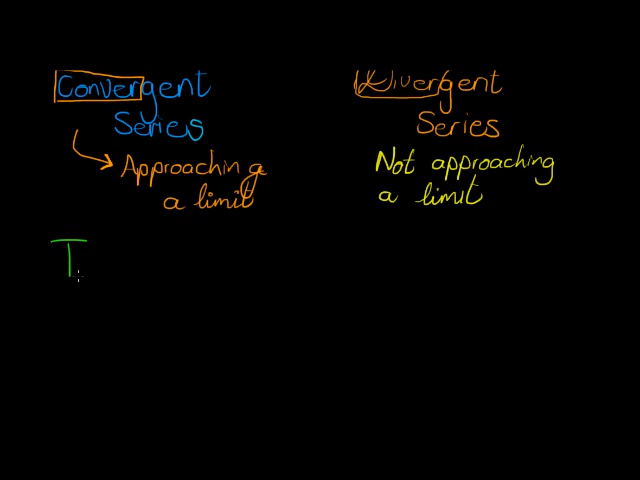 Convergent
Series
Approaching
a limit
Divergent
Series
Not approaching
a limit
T